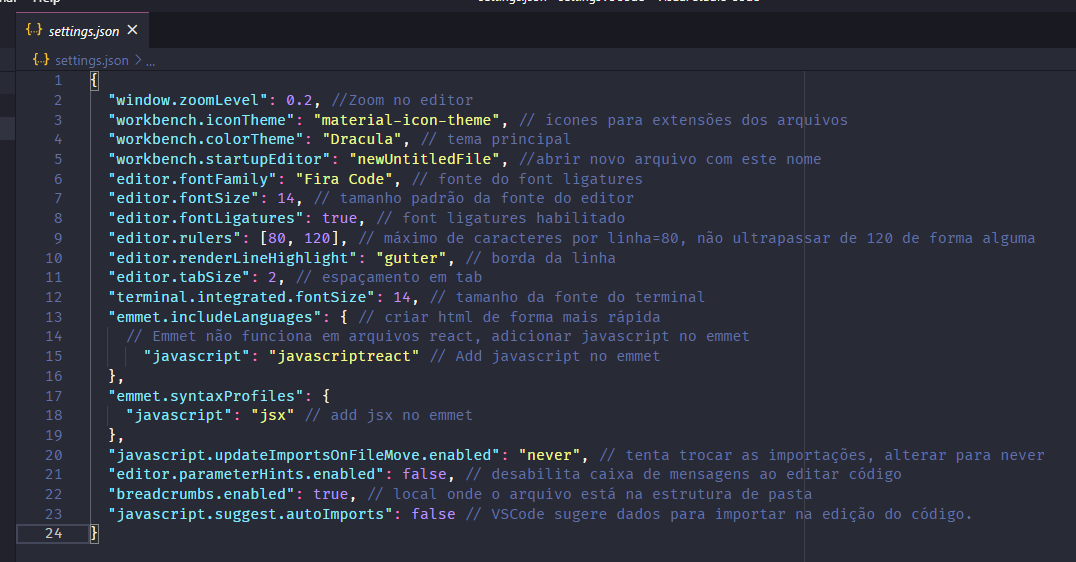 Help
settings.json
{..} settings.json ✕
{..} settings.json > ...
1 {
2 "window.zoomLevel": 0.2, //Zoom no editor
3 "workbench.iconTheme": "material-icon-theme", // icones para extensões dos arquivos
4 "workbench.colorTheme": "Dracula", // tema principal
5 "workbench.startupEditor": "newUntitledFile", //abrir novo arquivo com este nome
6 "editor.fontFamily": "Fira Code", // fonte do font ligatures
7 "editor.fontSize": 14, // tamanho padrão da fonte do editor
8 "editor.fontLigatures": true, // font ligatures habilitado
9 "editor.rulers": [80, 120], // máximo de caracteres por linha=80, não ultrapassar de 120 de forma alguma
10 "editor.renderLineHighlight": "gutter", // borda da linha
11 "editor.tabSize": 2, // espaçamento em tab
12 "terminal.integrated.fontSize": 14, // tamanho da fonte do terminal
13 "emmet.includeLanguages": { // criar html de forma mais rápida
14 // Emmet não funciona em arquivos react, adicionar javascript no emmet
15 "javascript": "javascriptreact" // Add javascript no emmet
16 },
17 "emmet.syntaxProfiles": {
18 "javascript": "jsx" // add jsx no emmet
19 },
20 "javascript.updateImportsOnFileMove.enabled": "never", // tenta trocar as importações, alterar para never
21 "editor.parameterHints.enabled": false, // desabilita caixa de mensagens ao editar código
22 "breadcrumbs.enabled": true, // local onde o arquivo está na estrutura de pasta
23 "javascript.suggest.autoImports": false // VSCode sugere dados para importar na edição do código.
24 }